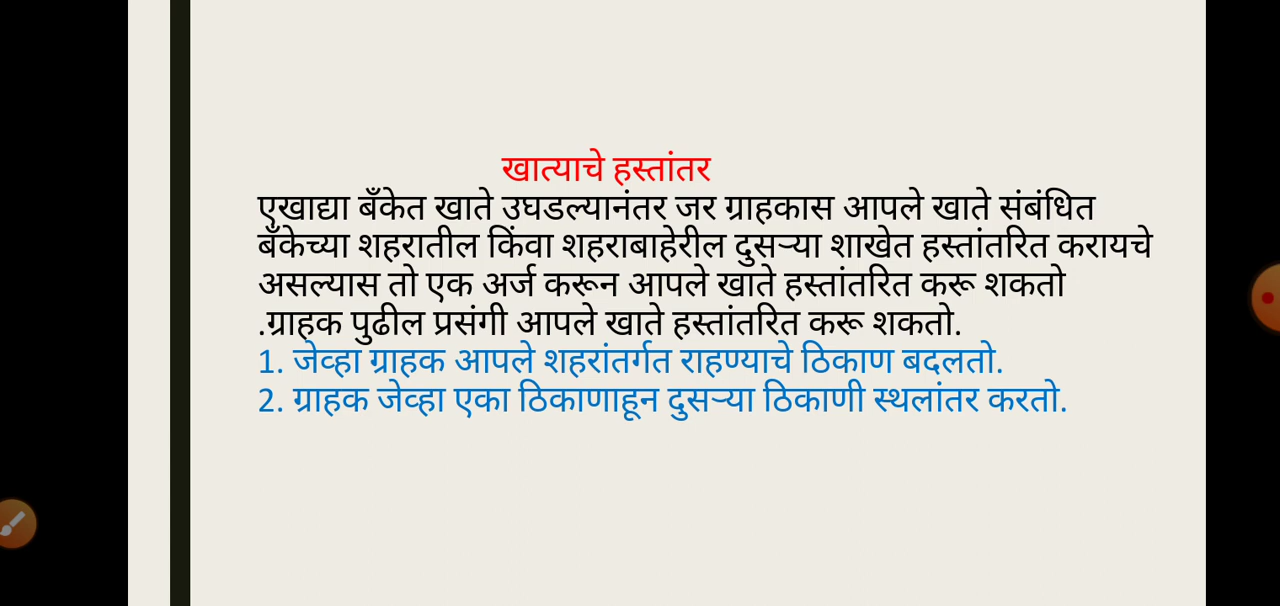 खात्याचे हस्तांतर
एखाद्या बँकेत खाते उघडल्यानंतर जर ग्राहकास आपले खाते संबंधित
बँकेच्या शहरातील किंवा शहराबाहेरील दुसऱ्या शाखेत हस्तांतरित करायचे
असल्यास तो एक अर्ज करून आपले खाते हस्तांतरित करू शकतो
.ग्राहक पुढील प्रसंगी आपले खाते हस्तांतरित करू शकतो.
1. जेव्हा ग्राहक आपले शहरांतर्गत राहण्याचे ठिकाण बदलतो.
2. ग्राहक जेव्हा एका ठिकाणाहून दुसऱ्या ठिकाणी स्थलांतर करतो.